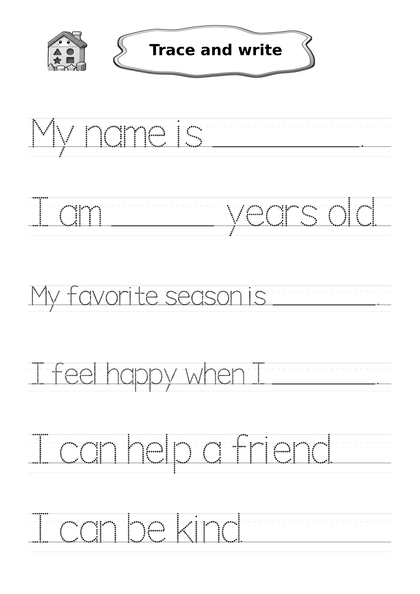 Trace and write
My name is ____________.
I am ________ years old.
My favorite season is ________.
I feel happy when I ________.
I can help a friend.
I can be kind.